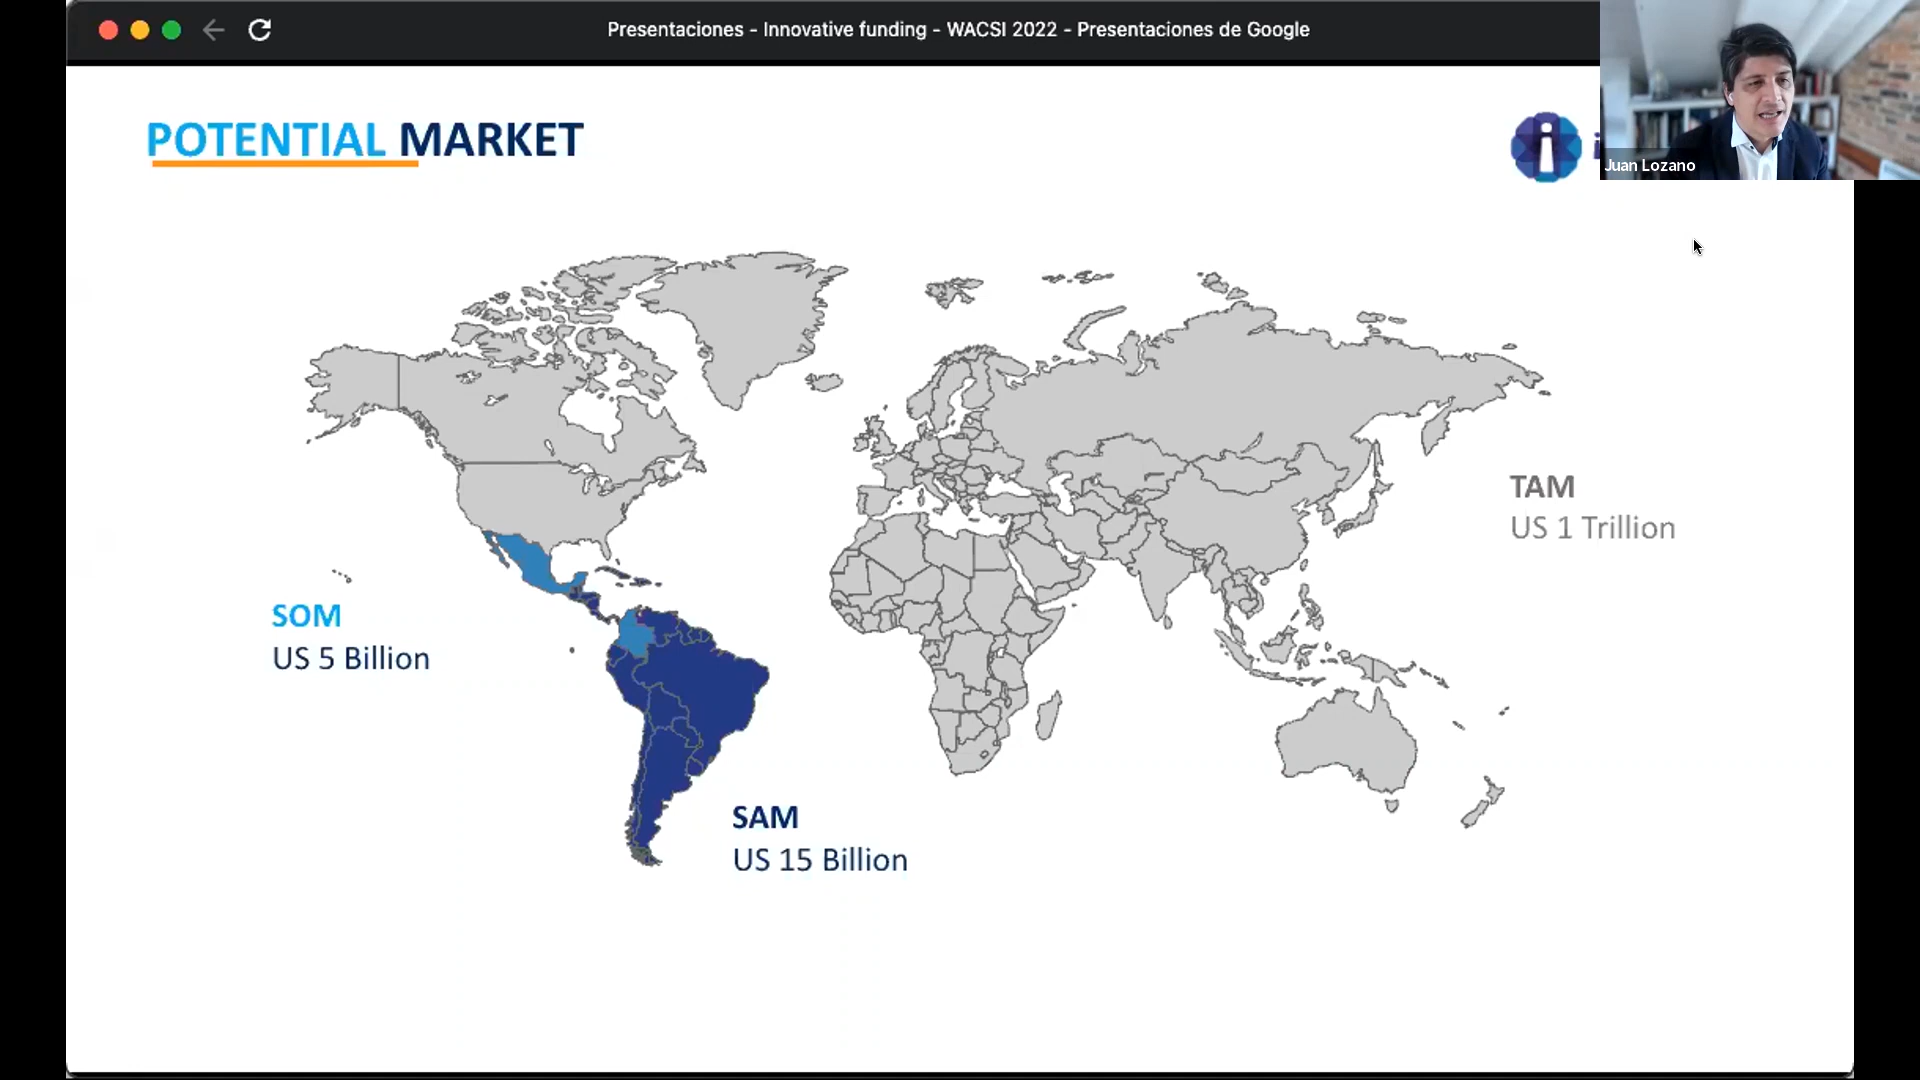 Presentaciones - Innovative funding - WACSI 2022 - Presentaciones de Google
POTENTIAL MARKET
i
Juan Lozano
TAM
US 1 Trillion
SOM
US 5 Billion
SAM
US 15 Billion